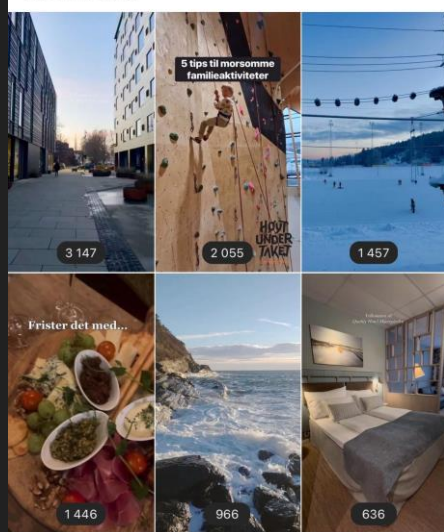 5 tips til morsomme
familieaktiviteter
HØYT
UNDER
TAKET
3 147
2 055
1 457
Frister det med...
1 446
966
636